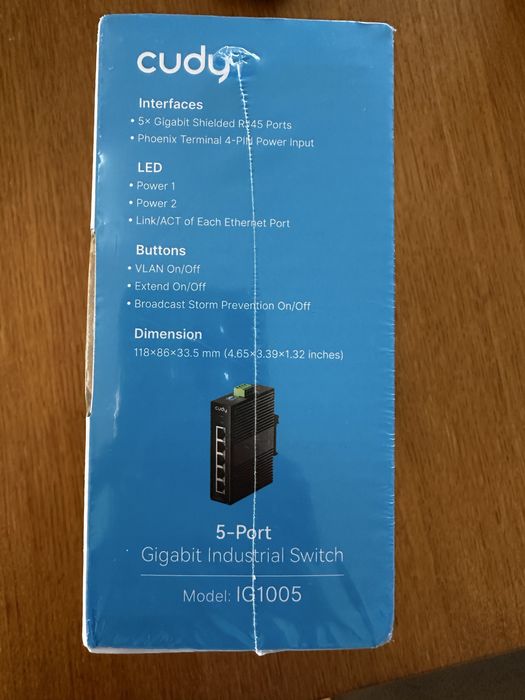 cudy
Interfaces
• 5× Gigabit Shielded RJ45 Ports
• Phoenix Terminal 4-PIN Power Input
LED
• Power 1
• Power 2
• Link/ACT of Each Ethernet Port
Buttons
• VLAN On/Off
• Extend On/Off
• Broadcast Storm Prevention On/Off
Dimension
118×86×33.5 mm (4.65×3.39×1.32 inches)
cudy
5-Port
Gigabit Industrial Switch
Model: IG1005